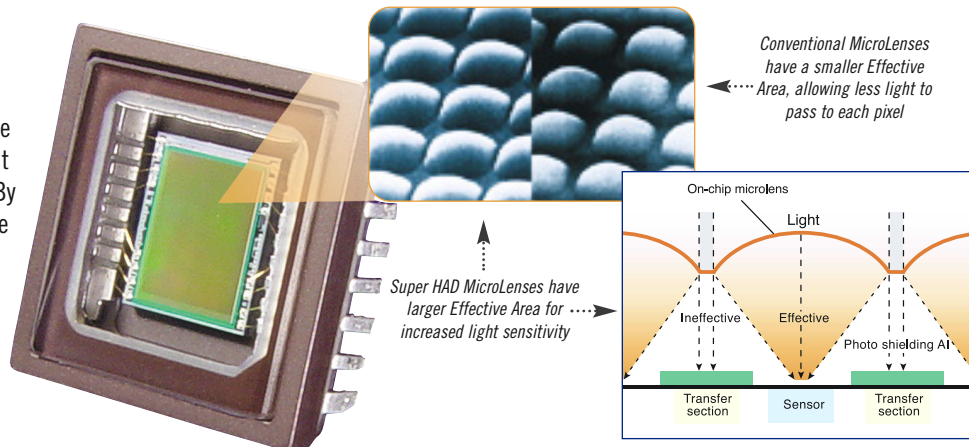 e
t
By
e
Conventional MicroLenses
have a smaller Effective
Area, allowing less light to
pass to each pixel
Super HAD MicroLenses have
larger Effective Area for
increased light sensitivity
On-chip microlens
Light
Ineffective
Effective
Photo shielding Al
Transfer
section
Sensor
Transfer
section